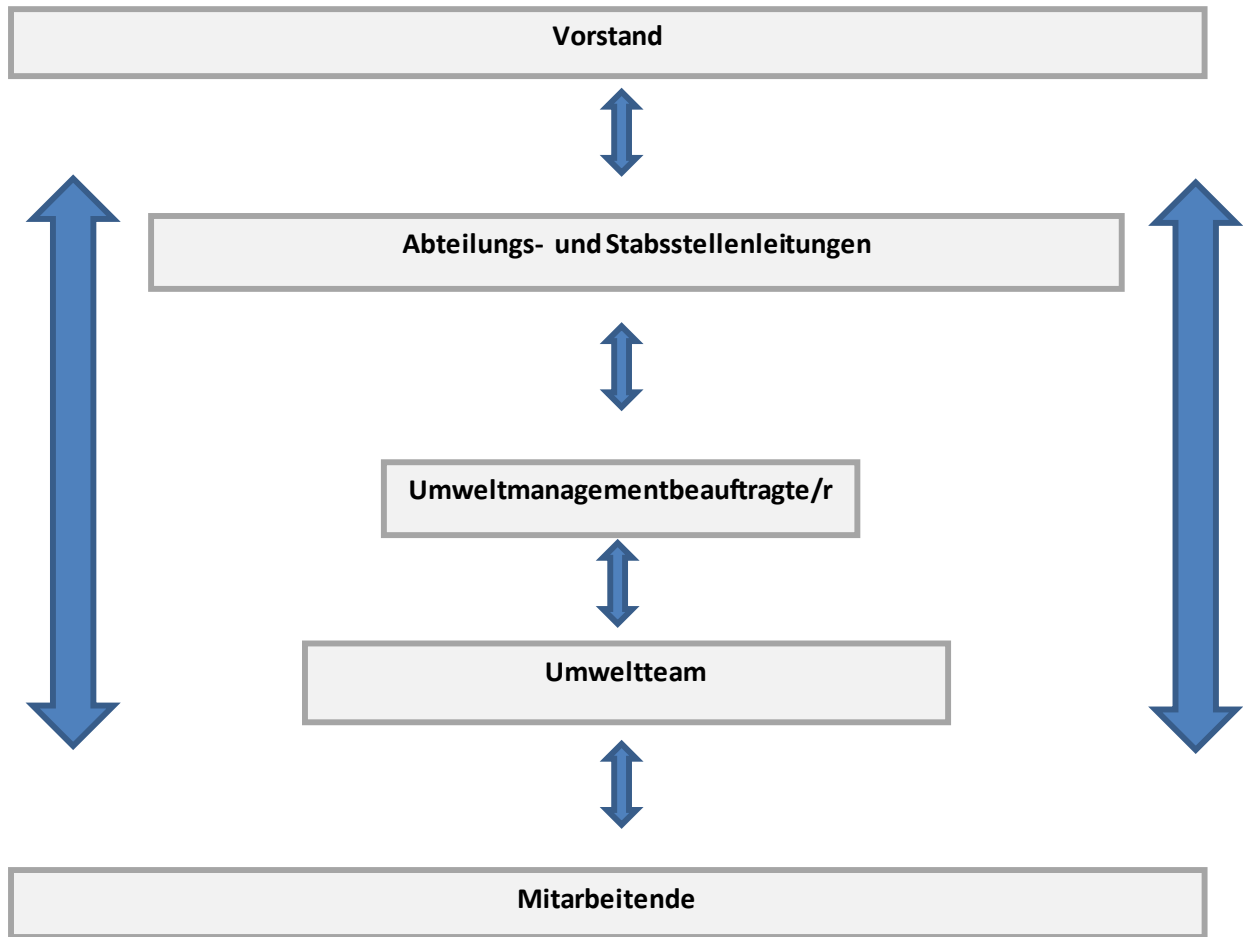 Vorstand
Abteilungs- und Stabsstellenleitungen
Umweltmanagementbeauftragte/r
Umweltteam
Mitarbeitende